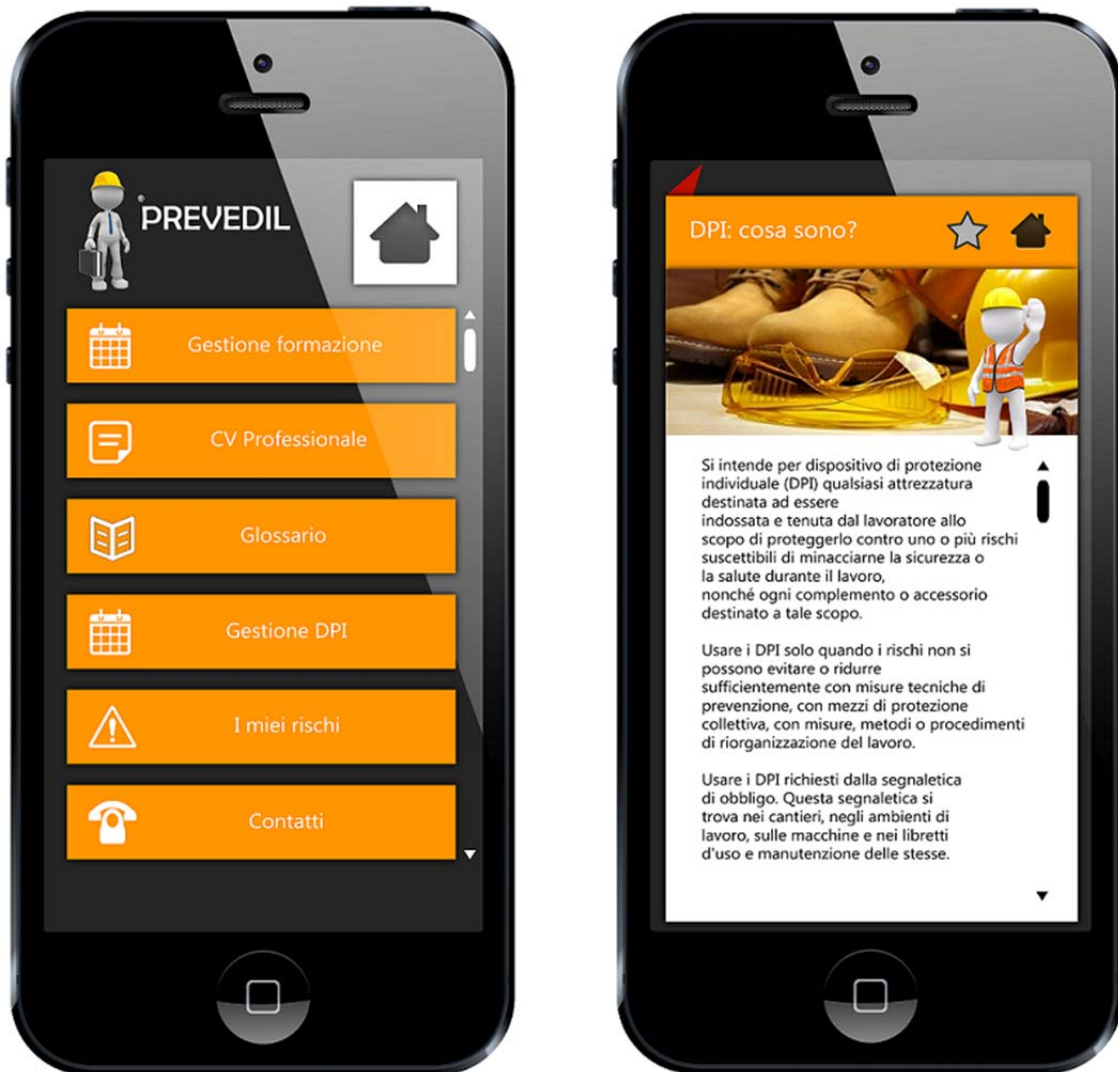 ®PREVEDIL
Gestione formazione
CV Professionale
Glossario
Gestione DPI
I miei rischi
Contatti
DPI: cosa sono?
Si intende per dispositivo di protezione
individuale (DPI) qualsiasi attrezzatura
destinata ad essere
indossata e tenuta dal lavoratore allo
scopo di proteggerlo contro uno o più rischi
suscettibili di minacciarne la sicurezza o
la salute durante il lavoro,
nonché ogni complemento o accessorio
destinato a tale scopo.
Usare i DPI solo quando i rischi non si
possono evitare o ridurre
sufficientemente con misure tecniche di
prevenzione, con mezzi di protezione
collettiva, con misure, metodi o procedimenti
di riorganizzazione del lavoro.
Usare i DPI richiesti dalla segnaletica
di obbligo. Questa segnaletica si
trova nei cantieri, negli ambienti di
lavoro, sulle macchine e nei libretti
d'uso e manutenzione delle stesse.